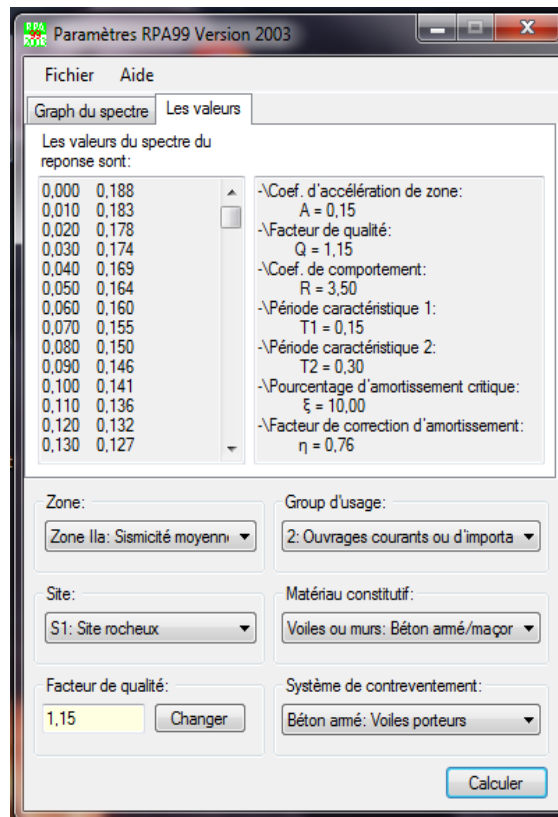 Paramètres RPA99 Version 2003
Fichier Aide
Graph du spectre Les valeurs
Les valeurs du spectre du
reponse sont:
0,000 0,188
0,010 0,183
0,020 0,178
0,030 0,174
0,040 0,169
0,050 0,164
0,060 0,160
0,070 0,155
0,080 0,150
0,090 0,146
0,100 0,141
0,110 0,136
0,120 0,132
0,130 0,127
-\Coef. d'accélération de zone:
A = 0,15
-\Facteur de qualité:
Q = 1,15
-\Coef. de comportement:
R = 3,50
-\Période caractéristique 1:
T1 = 0,15
-\Période caractéristique 2:
T2 = 0,30
-\Pourcentage d'amortissement critique:
ξ = 10,00
-\Facteur de correction d'amortissement:
η = 0,76
Zone:
Zone IIa: Sismicité moyenn
Group d'usage:
2: Ouvrages courants ou d'importa
Site:
S1: Site rocheux
Matériau constitutif:
Voiles ou murs: Béton armé/maçor
Facteur de qualité:
1,15 Changer
Système de contreventement:
Béton armé: Voiles porteurs
Calculer